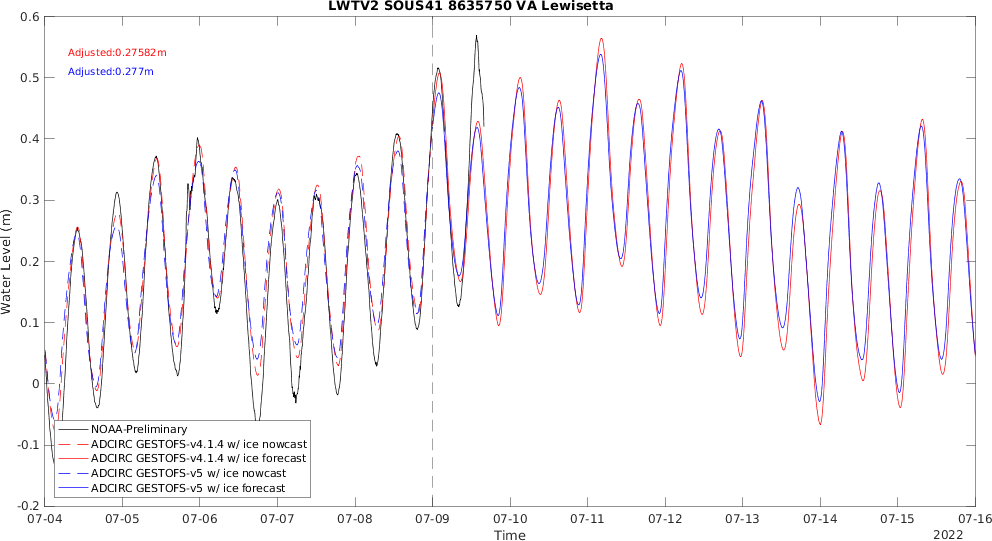 LWTV2 SOUS41 8635750 VA Lewisetta
Adjusted:0.27582m
Adjusted:0.277m
Water Level (m)
0.6
0.5
0.4
0.3
0.2
0.1
0
-0.1
-0.2
NOAA-Preliminary
ADCIRC GESTOFS-v4.1.4 w/ ice nowcast
ADCIRC GESTOFS-v4.1.4 w/ ice forecast
ADCIRC GESTOFS-v5 w/ ice nowcast
ADCIRC GESTOFS-v5 w/ ice forecast
07-04 07-05 07-06 07-07 07-08 07-09 07-10 07-11 07-12 07-13 07-14 07-15 07-16
Time
2022